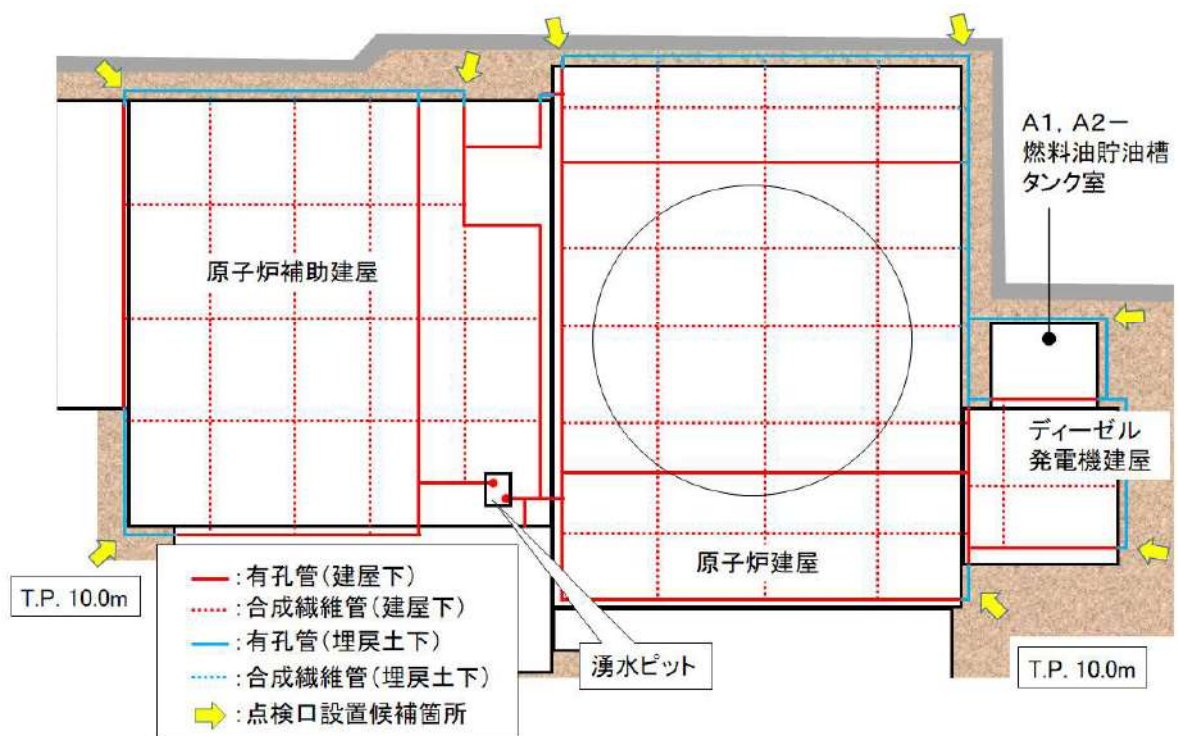 A1, A2－
燃料油貯油槽
タンク室
原子炉補助建屋
ディーゼル
発電機建屋
原子炉建屋
T.P. 10.0m
：有孔管(建屋下)
：合成繊維管(建屋下)
：有孔管(埋戻土下)
：合成繊維管(埋戻土下)
：点検口設置候補箇所
湧水ピット
T.P. 10.0m